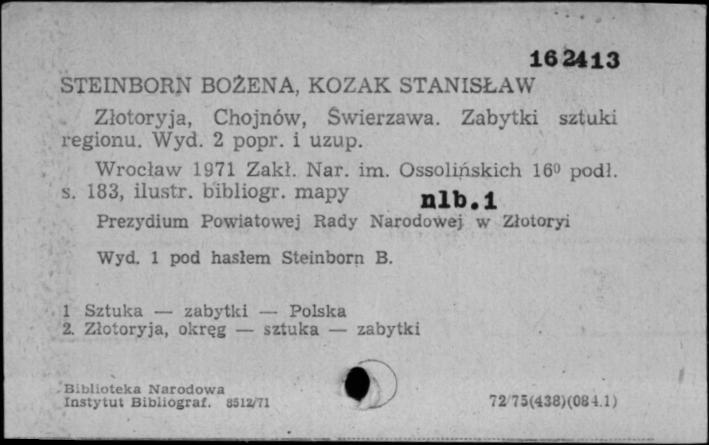 162413
STEINBORN BOŻENA, KOZAK STANISŁAW
Złotoryja, Chojnów, Świerzawa. Zabytki sztuki
regionu. Wyd. 2 popr. i uzup.
Wrocław 1971 Zakł. Nar. im. Ossolińskich 16⁰ podł.
s. 183, ilustr. bibliogr. mapy nlb.1
Prezydium Powiatowej Rady Narodowej w Złotoryi
Wyd. 1 pod hasłem Steinborn B.
1 Sztuka — zabytki — Polska
2. Złotoryja, okręg — sztuka — zabytki
Biblioteka Narodowa
Instytut Bibliograf. 8512/71 72/75(438)(084.1)